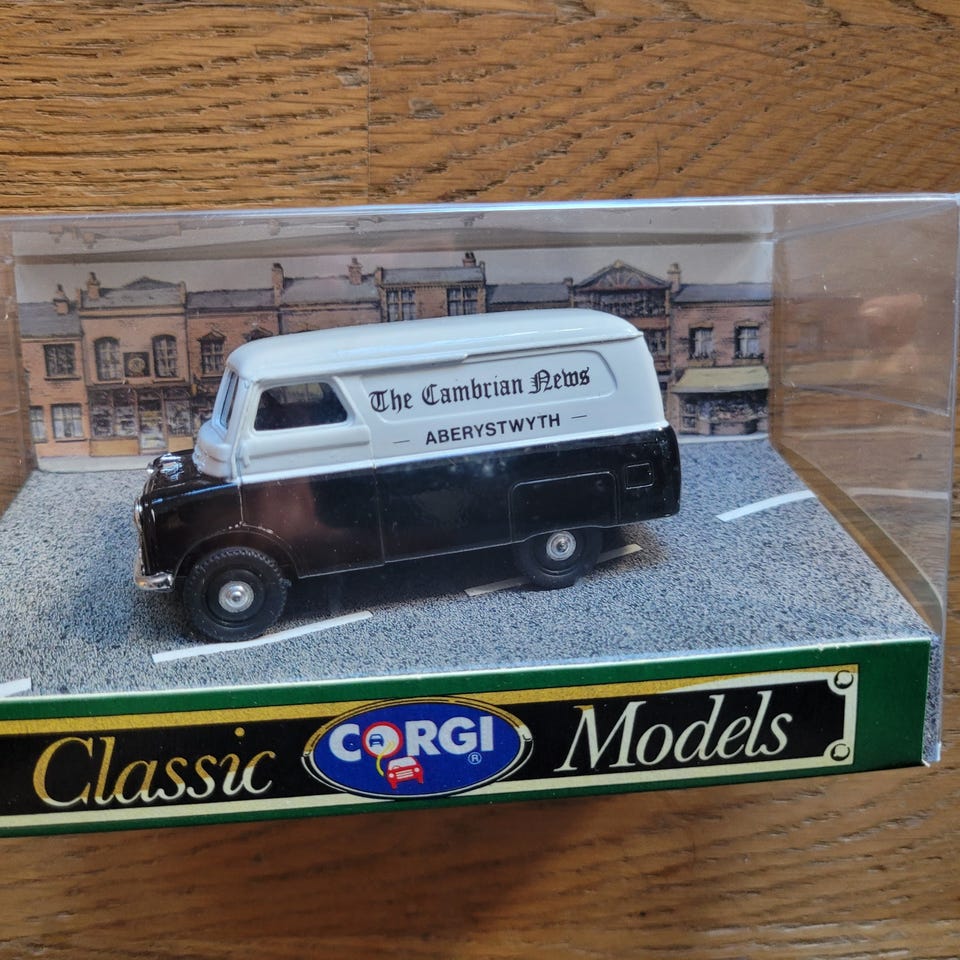 The Cambrian News
— ABERYSTWYTH —
Classic CORGI ® Models